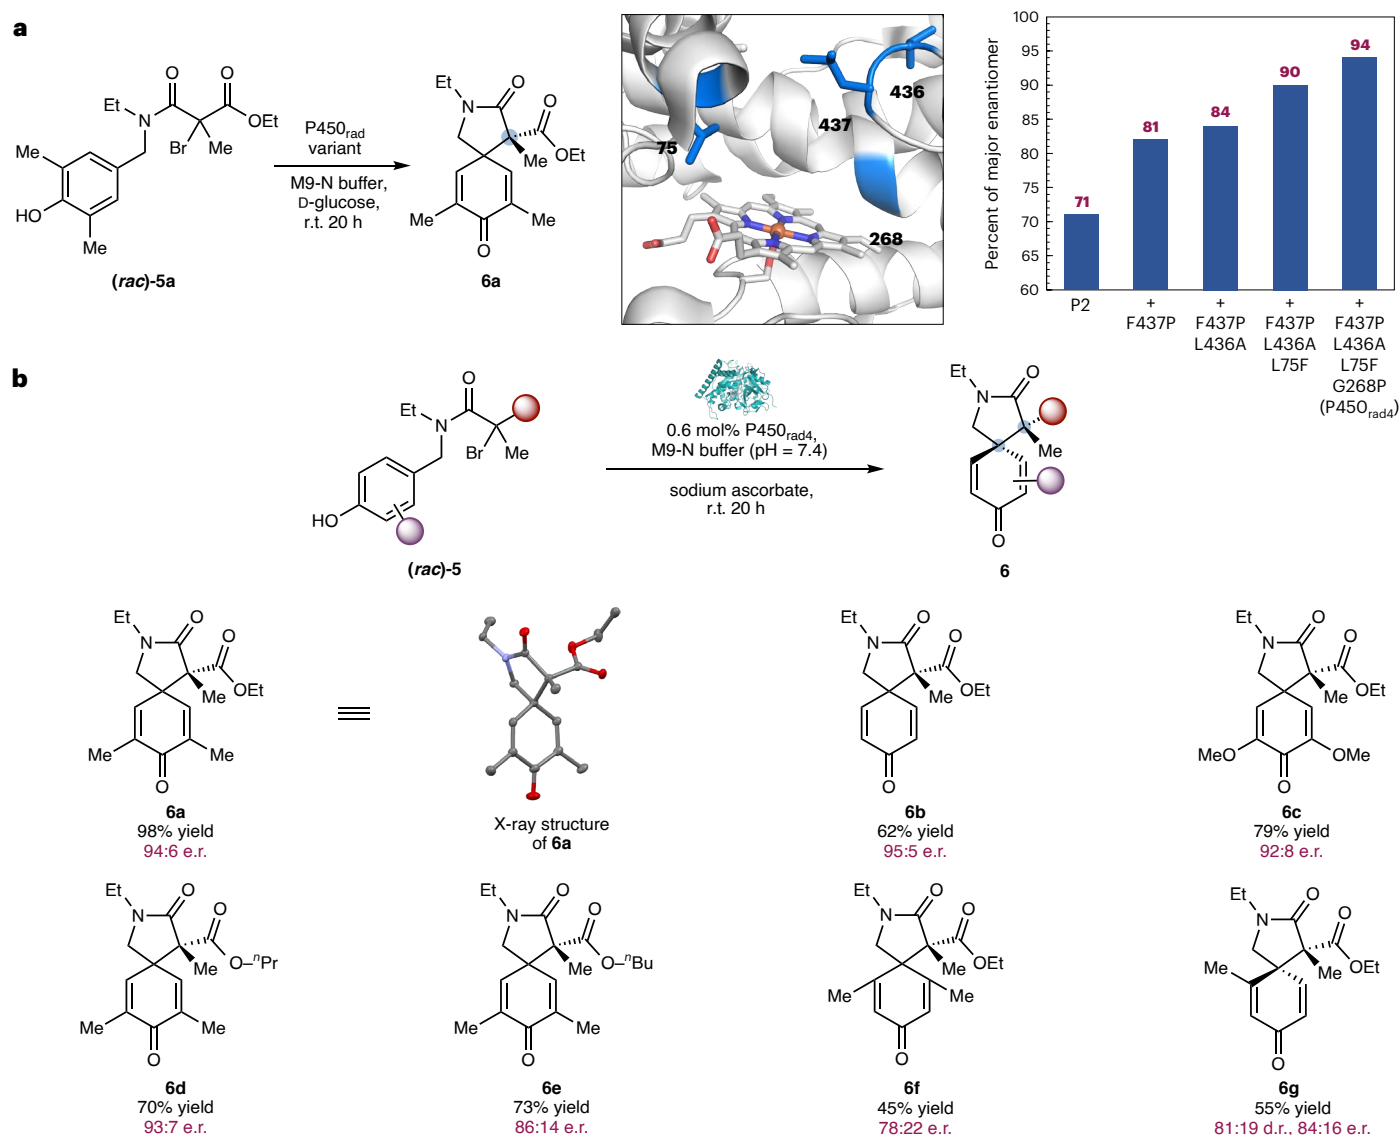 a
O O
Et
N OEt
Br Me
Me
HO
Me
(rac)-5a
P450rad
variant
M9-N buffer,
D-glucose,
r.t. 20 h
Et
N O
O
OEt
Me
Me Me
O
6a
75
437
436
268
Percent of major enantiomer
100
95
90
85
80
75
70
65
60
71
81
84
90
94
P2
+
F437P
+
F437P
L436A
+
F437P
L436A
L75F
+
F437P
L436A
L75F
G268P
(P450rad4)
b
O
Et
N
Br Me
HO
(rac)-5
0.6 mol% P450rad4,
M9-N buffer (pH = 7.4)
sodium ascorbate,
r.t. 20 h
Et
N O
Me
O
6
Et
N O
O
OEt
Me
Me Me
O
6a
98% yield
94:6 e.r.
X-ray structure
of 6a
Et
N O
O
OEt
Me
O
6b
62% yield
95:5 e.r.
Et
N O
O
OEt
Me
MeO OMe
O
6c
79% yield
92:8 e.r.
Et
N O
O
O–nPr
Me
Me Me
O
6d
70% yield
93:7 e.r.
Et
N O
O
O–nBu
Me
Me Me
O
6e
73% yield
86:14 e.r.
Et
N O
O
OEt
Me
Me Me
O
6f
45% yield
78:22 e.r.
Et
N O
O
OEt
Me
Me
O
6g
55% yield
81:19 d.r., 84:16 e.r.